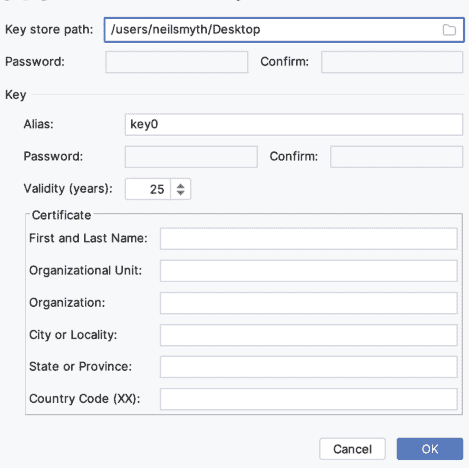 Key store path: /users/neilsmyth/Desktop
Password: Confirm:
Key
Alias: key0
Password: Confirm:
Validity (years): 25
Certificate
First and Last Name:
Organizational Unit:
Organization:
City or Locality:
State or Province:
Country Code (XX):
Cancel OK